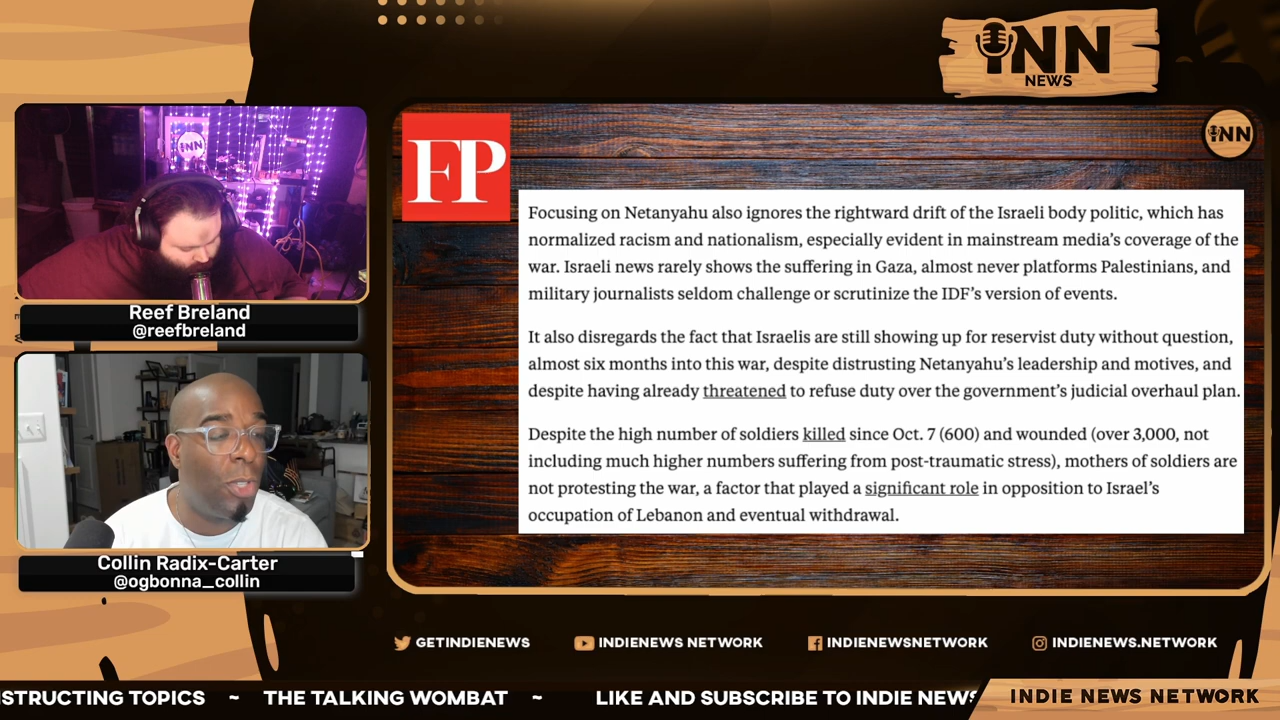 INN
NEWS
INN
FP
Focusing on Netanyahu also ignores the rightward drift of the Israeli body politic, which has
normalized racism and nationalism, especially evident in mainstream media’s coverage of the
war. Israeli news rarely shows the suffering in Gaza, almost never platforms Palestinians, and
military journalists seldom challenge or scrutinize the IDF’s version of events.
It also disregards the fact that Israelis are still showing up for reservist duty without question,
almost six months into this war, despite distrusting Netanyahu’s leadership and motives, and
despite having already threatened to refuse duty over the government’s judicial overhaul plan.
Despite the high number of soldiers killed since Oct. 7 (600) and wounded (over 3,000, not
including much higher numbers suffering from post-traumatic stress), mothers of soldiers are
not protesting the war, a factor that played a significant role in opposition to Israel’s
occupation of Lebanon and eventual withdrawal.
INN
Reef Breland
@reefbreland
Collin Radix-Carter
@ogbonna_collin
GETINDIENEWS
INDIENEWS NETWORK
INDIENEWSNETWORK
INDIENEWS.NETWORK
STRUCTING TOPICS ~ THE TALKING WOMBAT ~ LIKE AND SUBSCRIBE TO INDIE NEWS
INDIE NEWS NETWORK